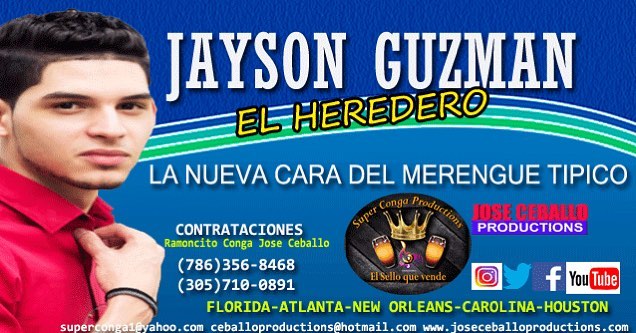 JAYSON GUZMAN
EL HEREDERO
LA NUEVA CARA DEL MERENGUE TIPICO
CONTRATACIONES
Ramoncito Conga Jose Ceballo
(786)356-8468
(305)710-0891
Super Conga Productions
El Sello que vende
JOSE CEBALLO
PRODUCTIONS
You Tube
FLORIDA-ATLANTA-NEW ORLEANS-CAROLINA-HOUSTON
superconga1@yahoo.com ceballoproductions@hotmail.com www.joseceballoproductions.com